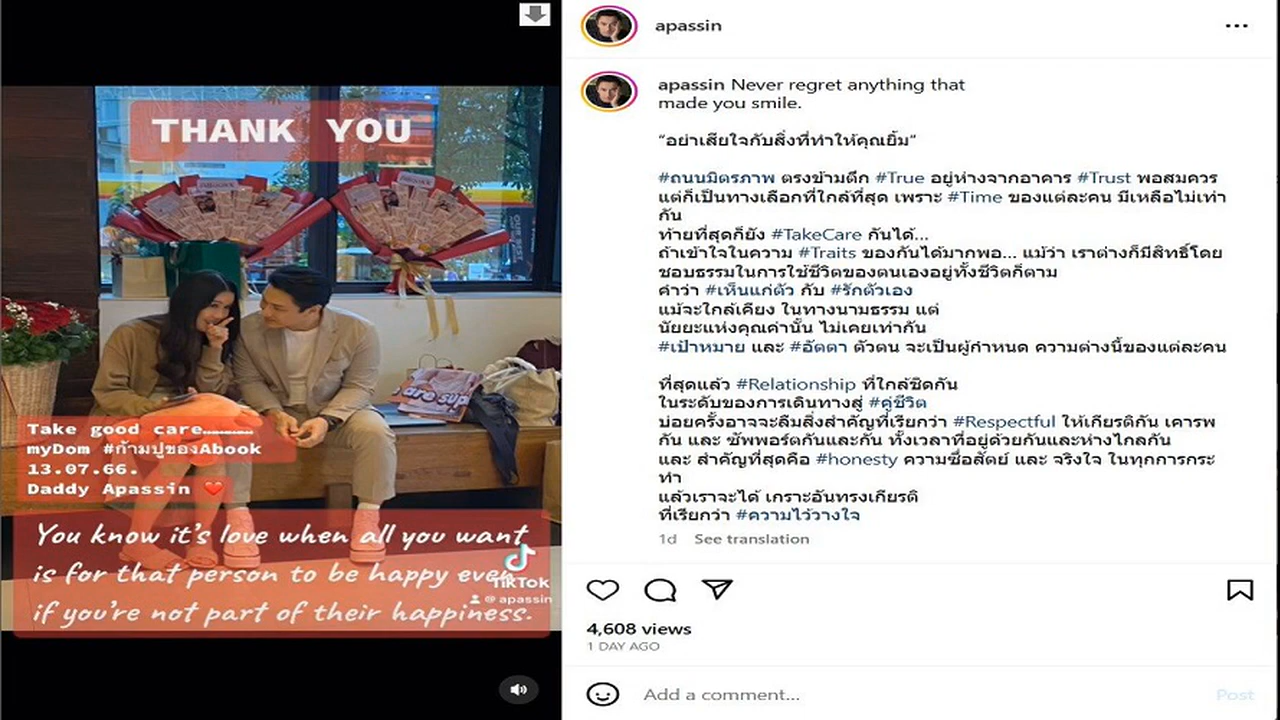 THANK YOU
Take good care…………
myDom #ก้ามปูของAbook
13.07.66.
Daddy Apassin ❤️
You know it's love when all you want
is for that person to be happy even
if you're not part of their happiness.
TikTok
@apassin
apassin
apassin Never regret anything that
made you smile.
“อย่าเสียใจกับสิ่งที่ทำให้คุณยิ้ม”
#ถนนมิตรภาพ ตรงข้ามตึก #True อยู่ห่างจากอาคาร #Trust พอสมควร
แต่ก็เป็นทางเลือกที่ใกล้ที่สุด เพราะ #Time ของแต่ละคน มีเหลือไม่เท่า
กัน
ท้ายที่สุดก็ยัง #TakeCare กันได้...
ถ้าเข้าใจในความ #Traits ของกันได้มากพอ... แม้ว่า เราต่างก็มีสิทธิ์โดย
ชอบธรรมในการใช้ชีวิตของตนเองอยู่ทั้งชีวิตก็ตาม
คำว่า #เห็นแก่ตัว กับ #รักตัวเอง
แม้จะใกล้เคียง ในทางนามธรรม แต่
นัยยะแห่งคุณค่านั้น ไม่เคยเท่ากัน
#เป้าหมาย และ #อัตตา ตัวตน จะเป็นผู้กำหนด ความต่างนี้ของแต่ละคน
ที่สุดแล้ว #Relationship ที่ใกล้ชิดกัน
ในระดับของการเดินทางสู่ #คู่ชีวิต
บ่อยครั้งอาจจะลืมสิ่งสำคัญที่เรียกว่า #Respectful ให้เกียรติกัน เคารพ
กัน และ ซัพพอร์ตกันและกัน ทั้งเวลาที่อยู่ด้วยกันและห่างไกลกัน
และ สำคัญที่สุดคือ #honesty ความซื่อสัตย์ และ จริงใจ ในทุกการกระ
ทำ
แล้วเราจะได้ เกราะอันทรงเกียรติ
ที่เรียกว่า #ความไว้วางใจ
1d See translation
4,608 views
1 DAY AGO
Add a comment...
Post